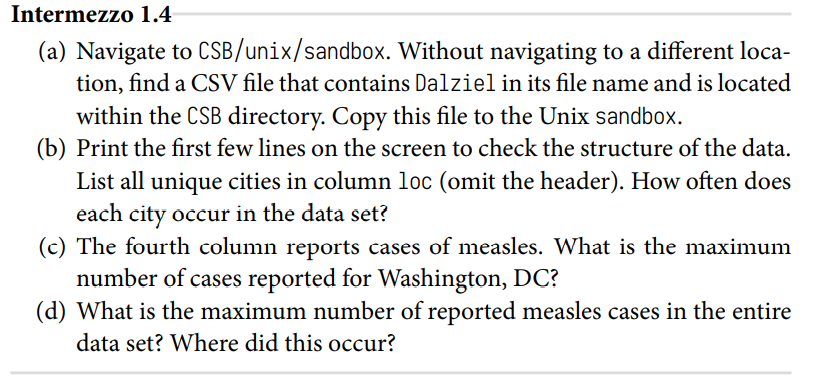 Intermezzo 1.4
(a) Navigate to CSB/unix/sandbox. Without navigating to a different loca-
tion, find a CSV file that contains Dalziel in its file name and is located
within the CSB directory. Copy this file to the Unix sandbox.
(b) Print the first few lines on the screen to check the structure of the data.
List all unique cities in column loc (omit the header). How often does
each city occur in the data set?
(c) The fourth column reports cases of measles. What is the maximum
number of cases reported for Washington, DC?
(d) What is the maximum number of reported measles cases in the entire
data set? Where did this occur?